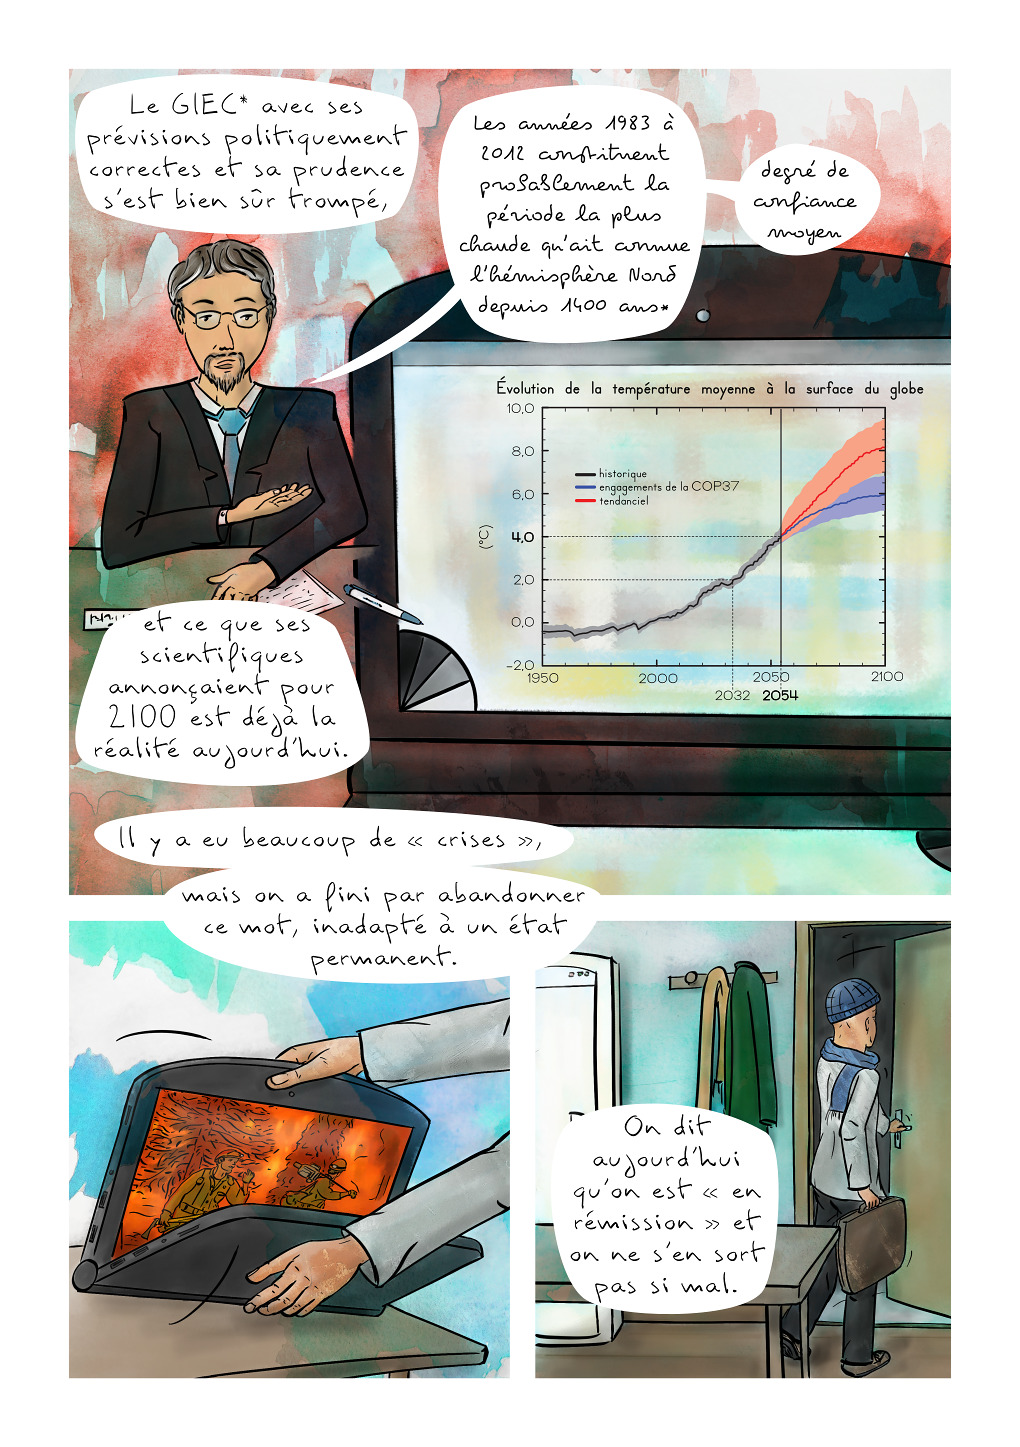 Le GIEC* avec ses
prévisions politiquement
correctes et sa prudence
s'est bien sûr trompé,
Les années 1983 à
2012 constituent
probablement la
période la plus
chaude qu'ait connue
l'hémisphère Nord
depuis 1400 ans*
degré de
confiance
moyen
Évolution de la température moyenne à la surface du globe
10,0
8,0
6,0
4,0
2,0
0,0
-2,0
(°C)
historique
engagements de la COP37
tendanciel
1950
2000
2050
2100
2032
2054
et ce que ses
scientifiques
annonçaient pour
2100 est déjà la
réalité aujourd'hui.
Il y a eu beaucoup de « crises »,
mais on a fini par abandonner
ce mot, inadapté à un état
permanent.
On dit
aujourd'hui
qu'on est « en
rémission » et
on ne s'en sort
pas si mal.